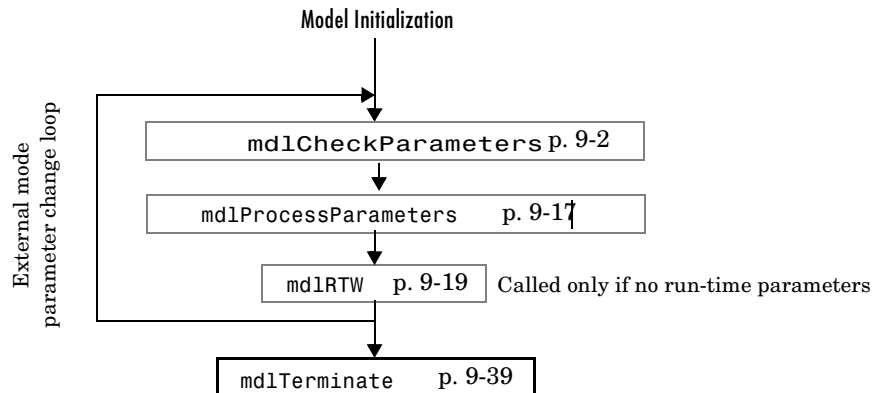 Model Initialization
External mode
parameter change loop
mdlCheckParameters p. 9-2
mdlProcessParameters p. 9-17
mdlRTW p. 9-19 Called only if no run-time parameters
mdlTerminate p. 9-39